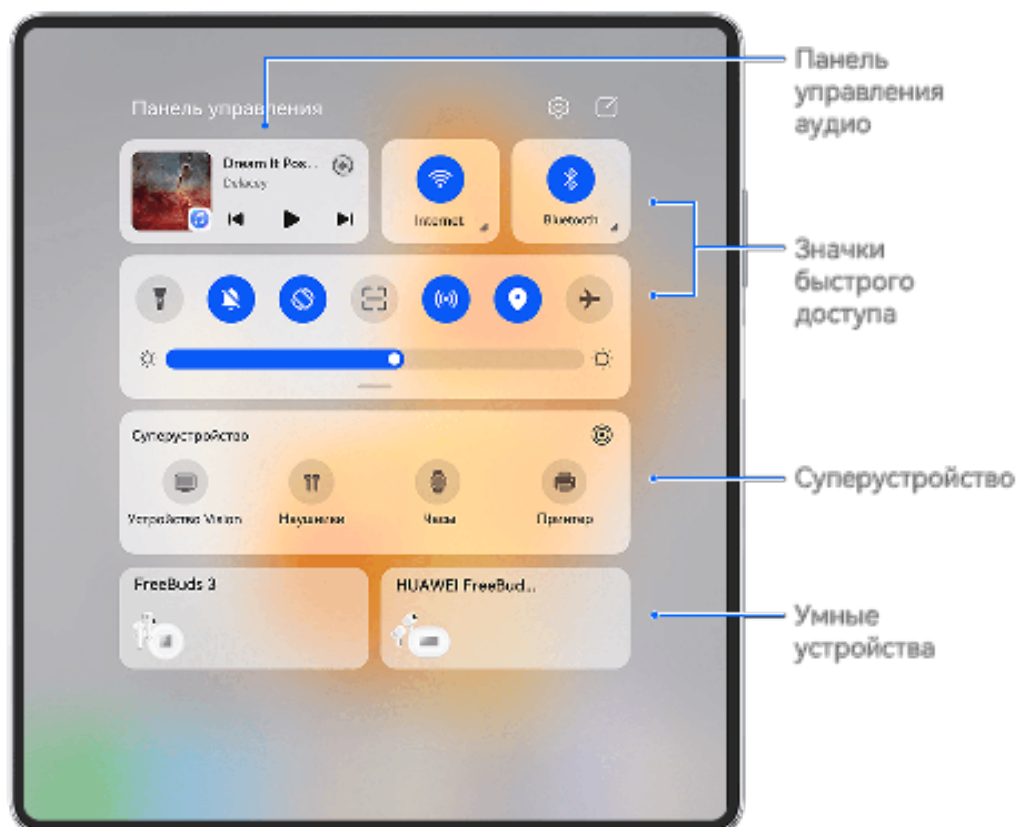 Панель
управления
аудио
Панель управления
Dream It Pos...
Delacey
Internet
Bluetooth
Значки
быстрого
доступа
Суперустройство
Устройство Vision
Наушники
Часы
Принтер
Суперустройство
FreeBuds 3
HUAWEI FreeBud...
Умные
устройства